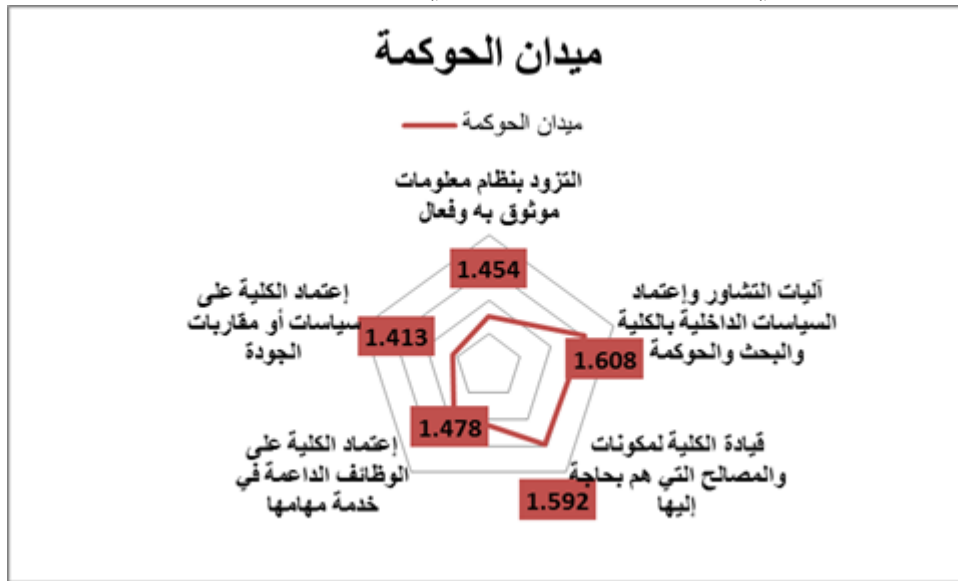 ميدان الحوكمة
ميدان الحوكمة
التزود بنظام معلومات
موثوق به وفعال
1.454
آليات التشاور وإعتماد
السياسات الداخلية بالكلية
والبحث والحوكمة
1.608
قيادة الكلية لمكونات
والمصالح التي هم بحاجة
إليها
1.592
إعتماد الكلية على
الوظائف الداعمة في
خدمة مهامها
1.478
إعتماد الكلية على
سياسات أو مقاربات
الجودة
1.413